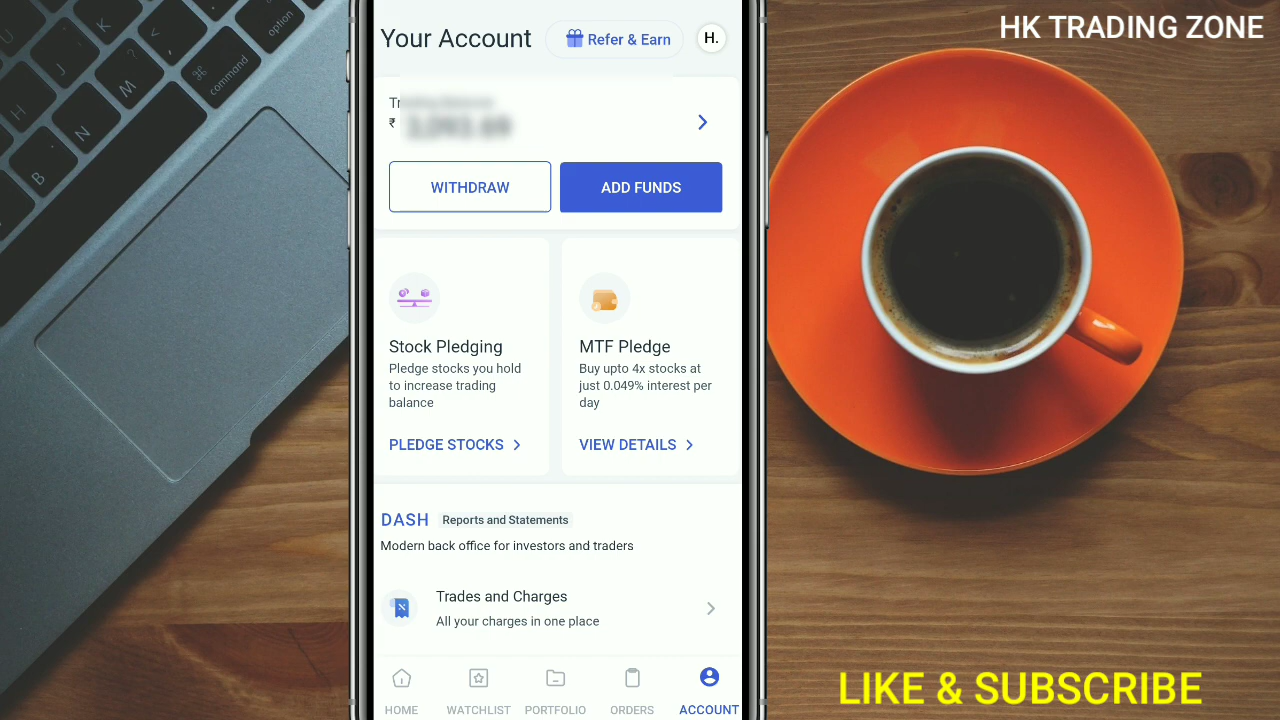 HK TRADING ZONE
U
K
<
option
J
M
⌘
command
H
N
B
Your Account
Refer & Earn
H.
₹
WITHDRAW
ADD FUNDS
Stock Pledging
Pledge stocks you hold
to increase trading
balance
PLEDGE STOCKS
MTF Pledge
Buy upto 4x stocks at
just 0.049% interest per
day
VIEW DETAILS
DASH Reports and Statements
Modern back office for investors and traders
Trades and Charges
All your charges in one place
HOME
WATCHLIST
PORTFOLIO
ORDERS
ACCOUNT
LIKE & SUBSCRIBE